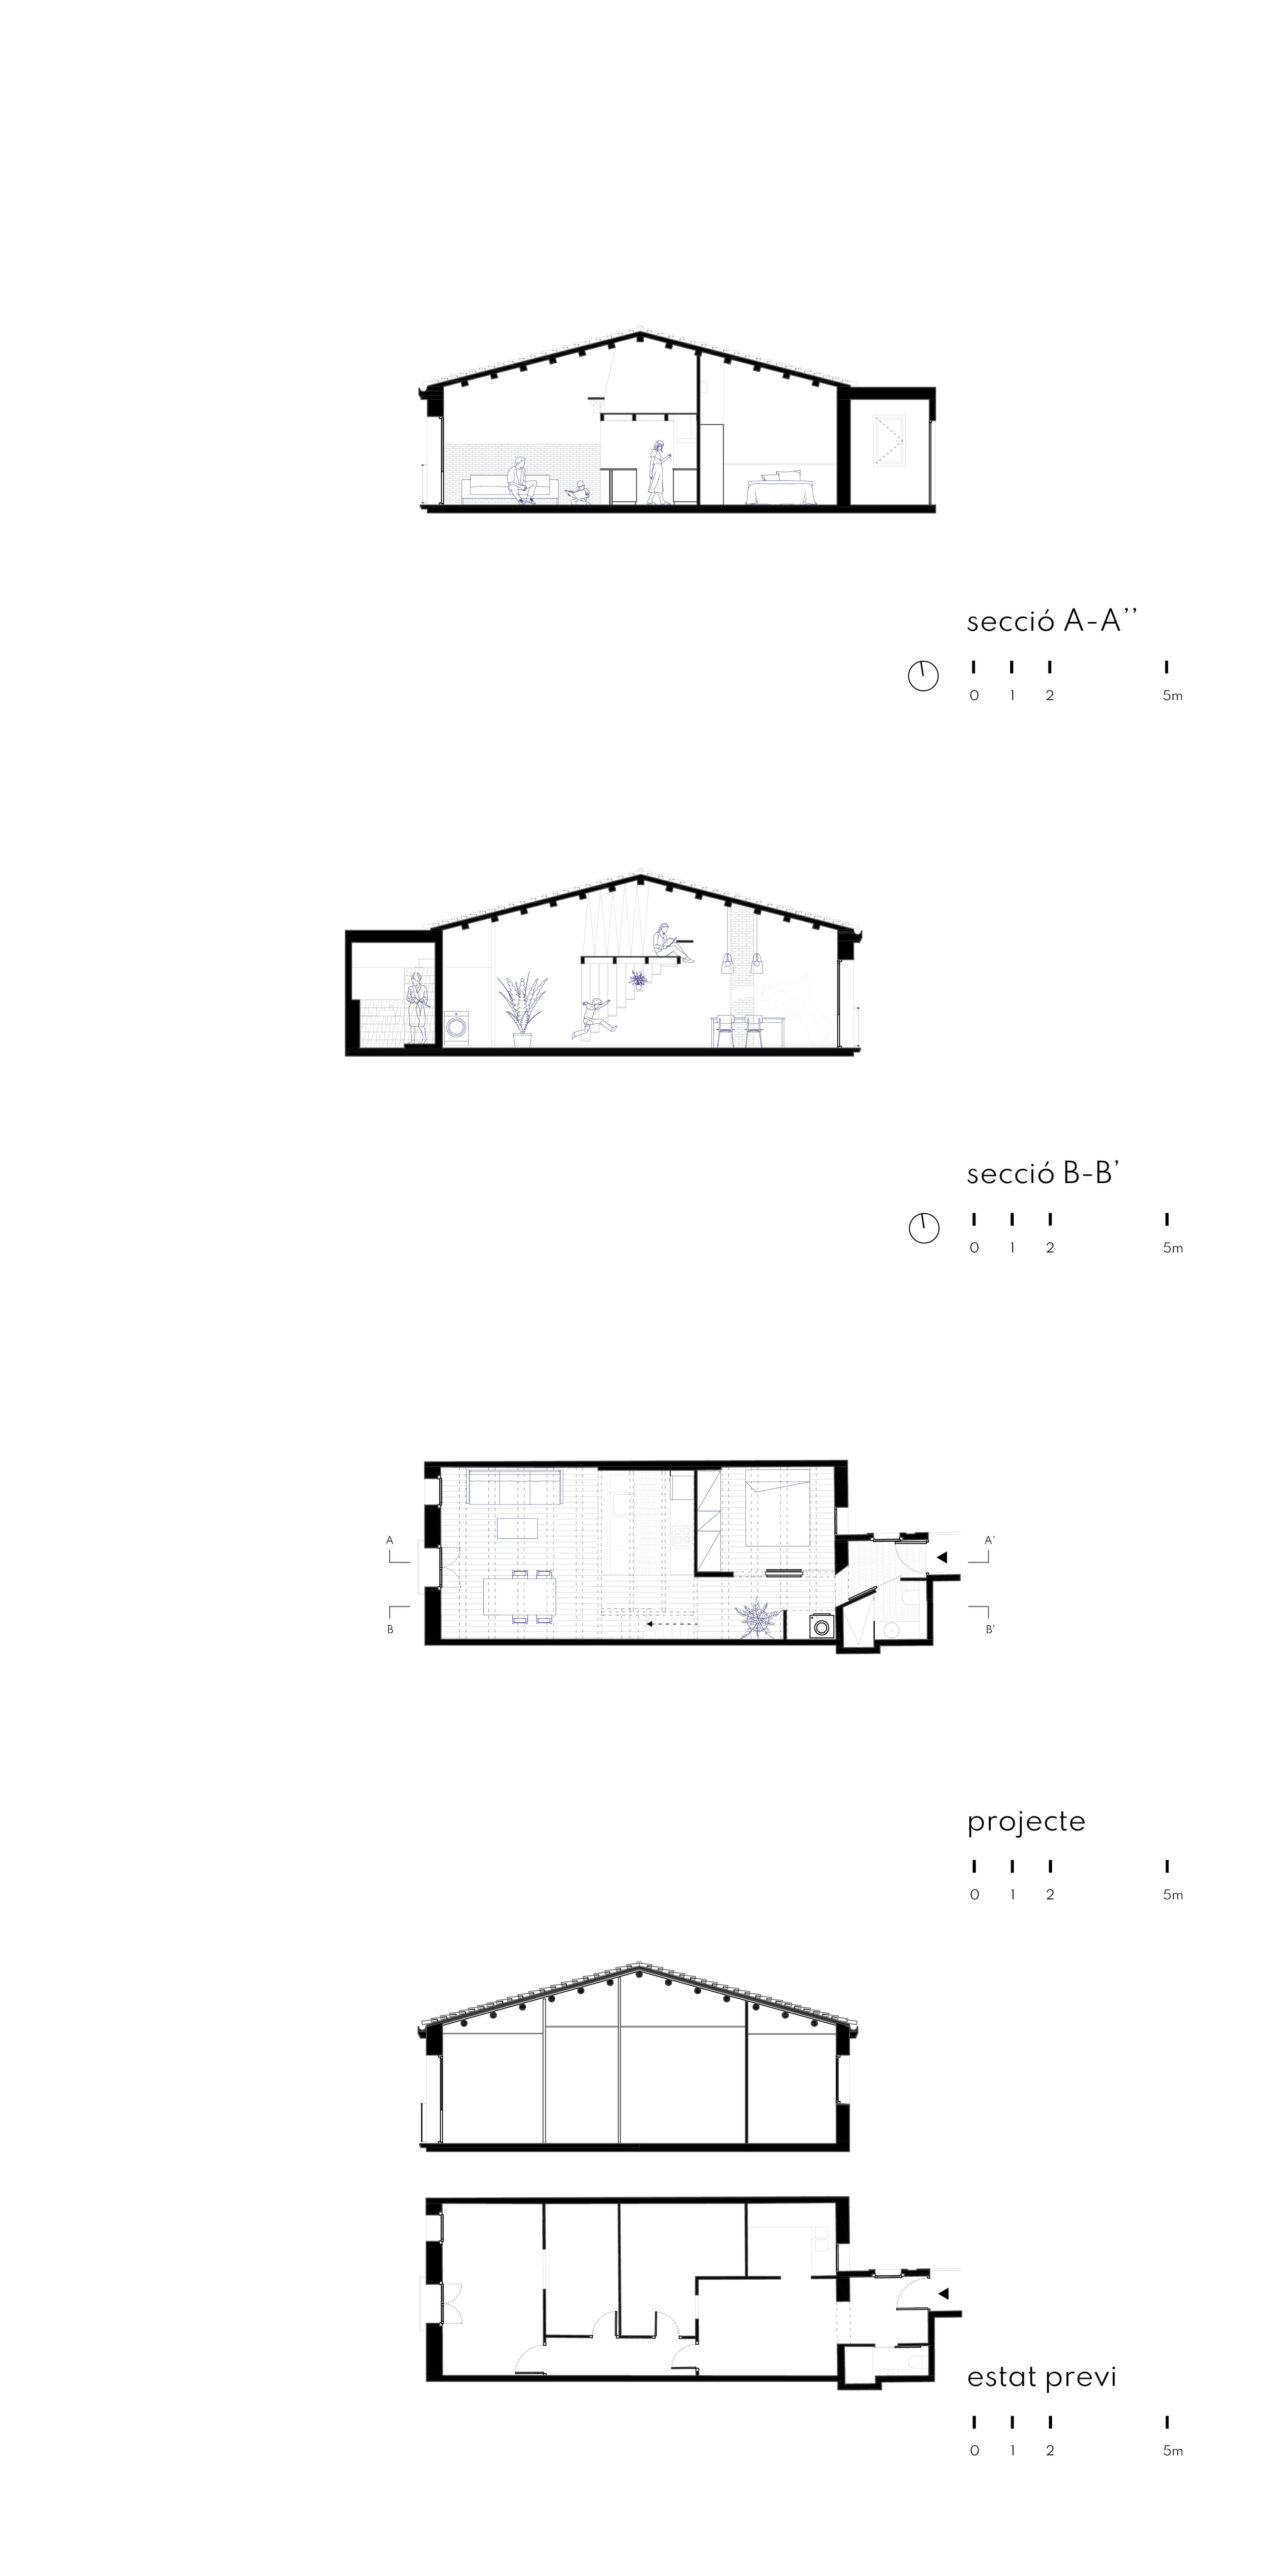 secció A-A’’
0 1 2 5m
secció B-B’
0 1 2 5m
A A’
B B’
projecte
0 1 2 5m
estat previ
0 1 2 5m